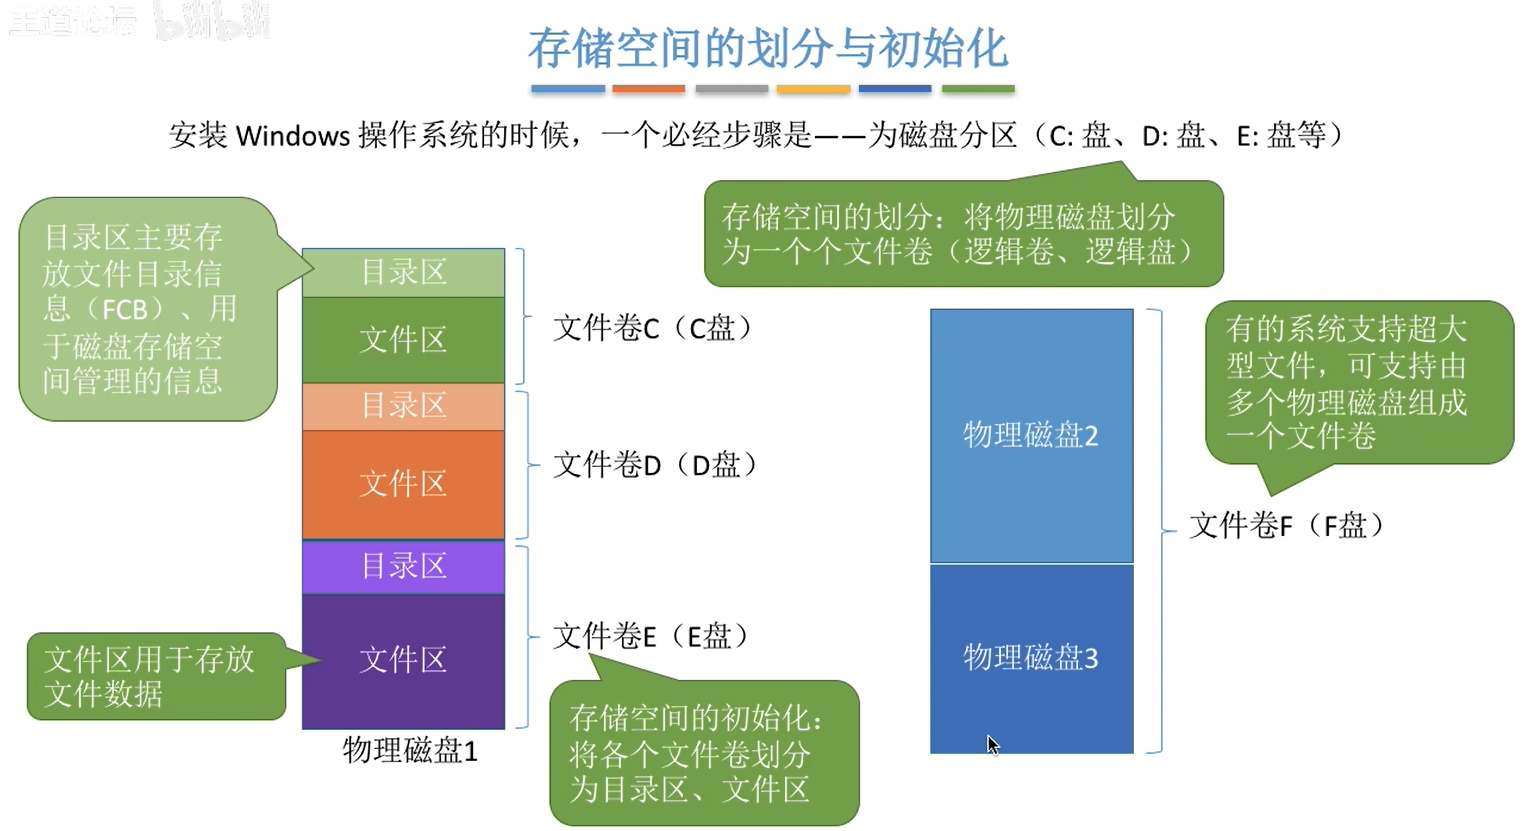 王道论坛 bilibili
存储空间的划分与初始化
安装 Windows 操作系统的时候，一个必经步骤是——为磁盘分区（C: 盘、D: 盘、E: 盘等）
存储空间的划分：将物理磁盘划分
为一个个文件卷（逻辑卷、逻辑盘）
目录区主要存
放文件目录信
息（FCB）、用
于磁盘存储空
间管理的信息
目录区
文件区
文件卷C（C盘）
目录区
文件区
文件卷D（D盘）
目录区
文件区
文件卷E（E盘）
文件区用于存放
文件数据
物理磁盘1
存储空间的初始化：
将各个文件卷划分
为目录区、文件区
物理磁盘2
物理磁盘3
有的系统支持超大
型文件，可支持由
多个物理磁盘组成
一个文件卷
文件卷F（F盘）